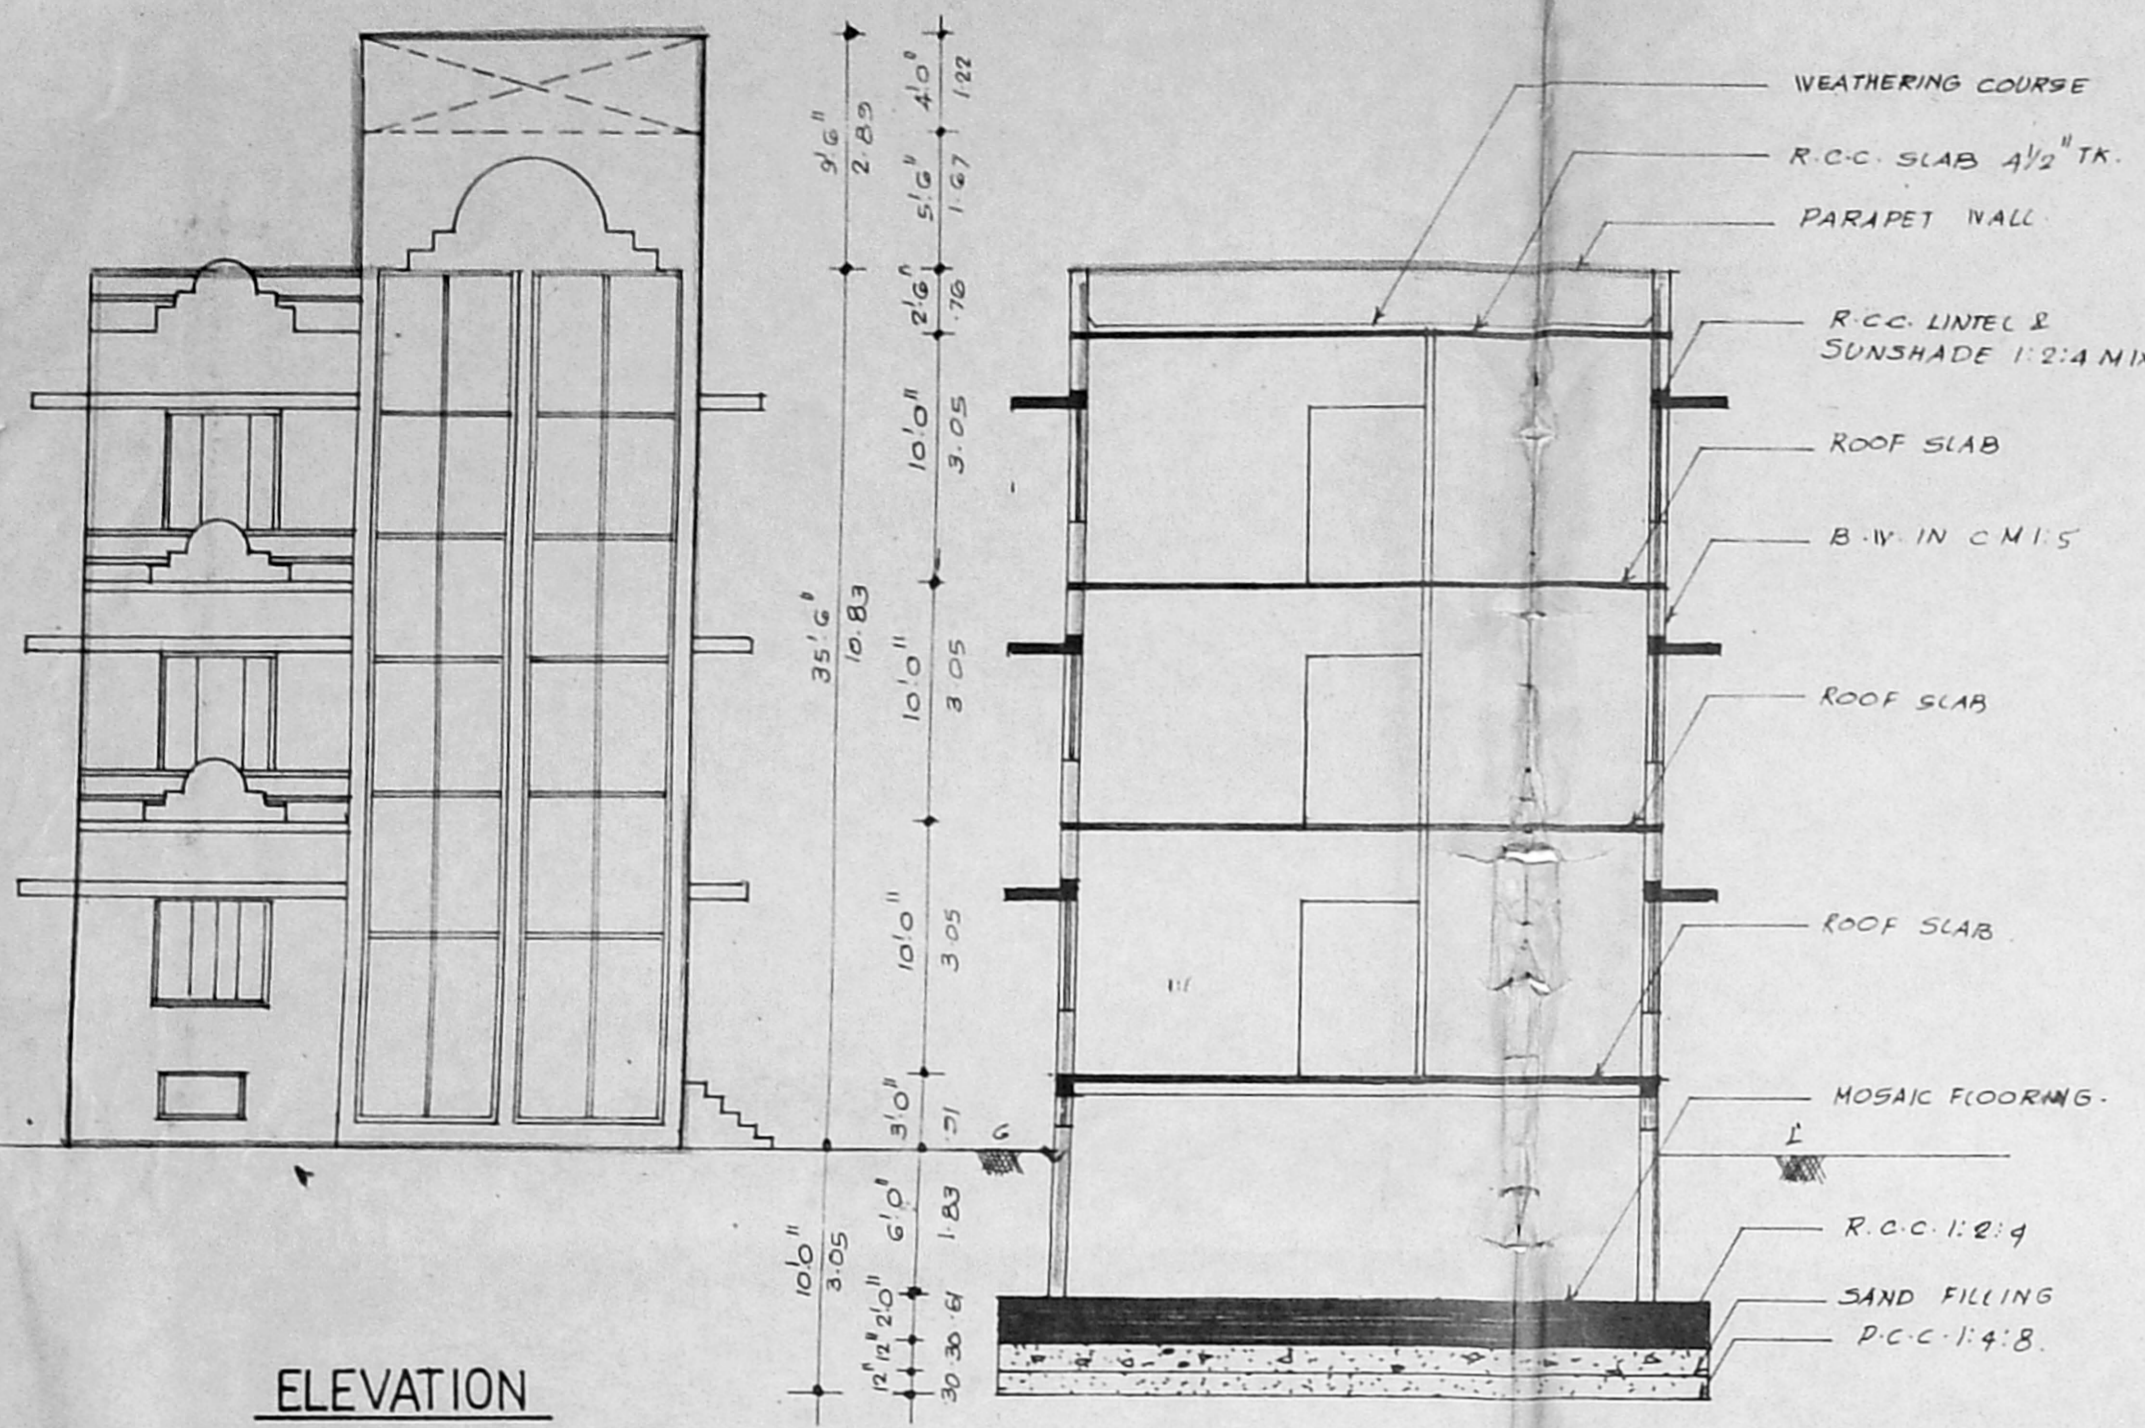 WEATHERING COURSE
R.C.C. SLAB 4½" TK.
PARAPET WALL
R.C.C. LINTEL &
SUNSHADE 1:2:4 MIX
ROOF SLAB
B.W. IN C M 1:5
ROOF SLAB
ROOF SLAB
MOSAIC FLOORING.
R.C.C. 1:2:4
SAND FILLING
P.C.C. 1:4:8.
9'6"
2.89
35'6"
10.83
10'0"
3.05
4'0"
1.22
5'6"
1.67
2'6"
.76
10'0"
3.05
10'0"
3.05
10'0"
3.05
3'0"
.91
6'0"
1.83
2'0"
.61
12"
.30
12"
.30
G
L
ELEVATION